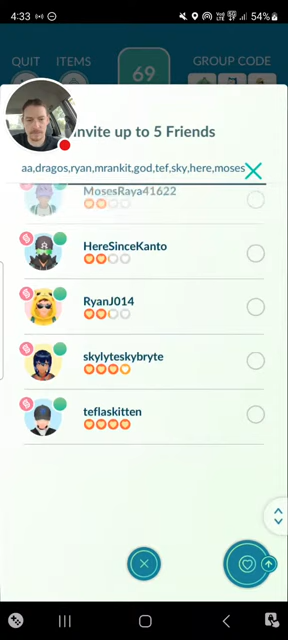 4:33
54%
QUIT
ITEMS
69
GROUP CODE
Invite up to 5 Friends
aa,dragos,ryan,mrankit,god,tef,sky,here,moses
MosesRaya41622
HereSinceKanto
RyanJ014
skylyteskybryte
teflaskitten